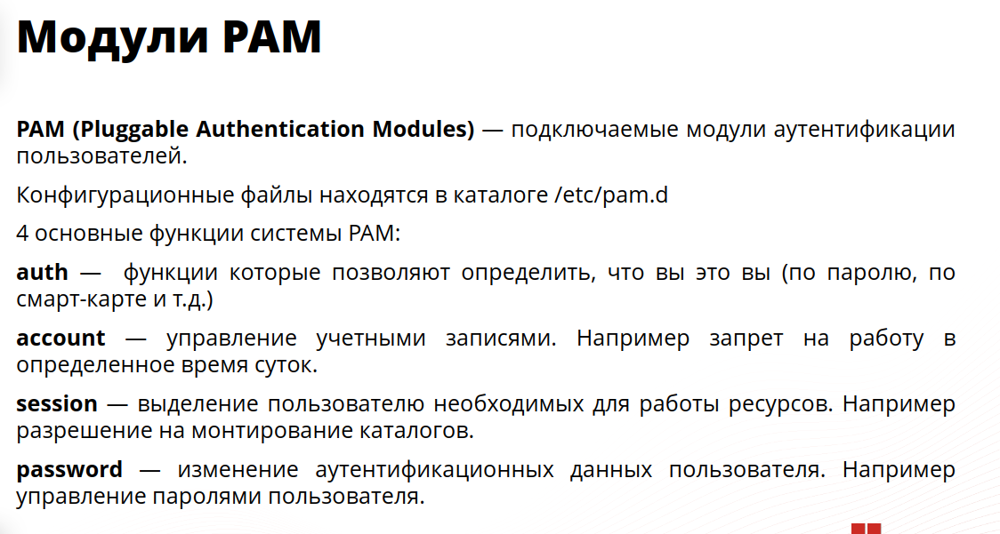 Модули PAM
PAM (Pluggable Authentication Modules) — подключаемые модули аутентификации
пользователей.
Конфигурационные файлы находятся в каталоге /etc/pam.d
4 основные функции системы PAM:
auth — функции которые позволяют определить, что вы это вы (по паролю, по
смарт-карте и т.д.)
account — управление учетными записями. Например запрет на работу в
определенное время суток.
session — выделение пользователю необходимых для работы ресурсов. Например
разрешение на монтирование каталогов.
password — изменение аутентификационных данных пользователя. Например
управление паролями пользователя.